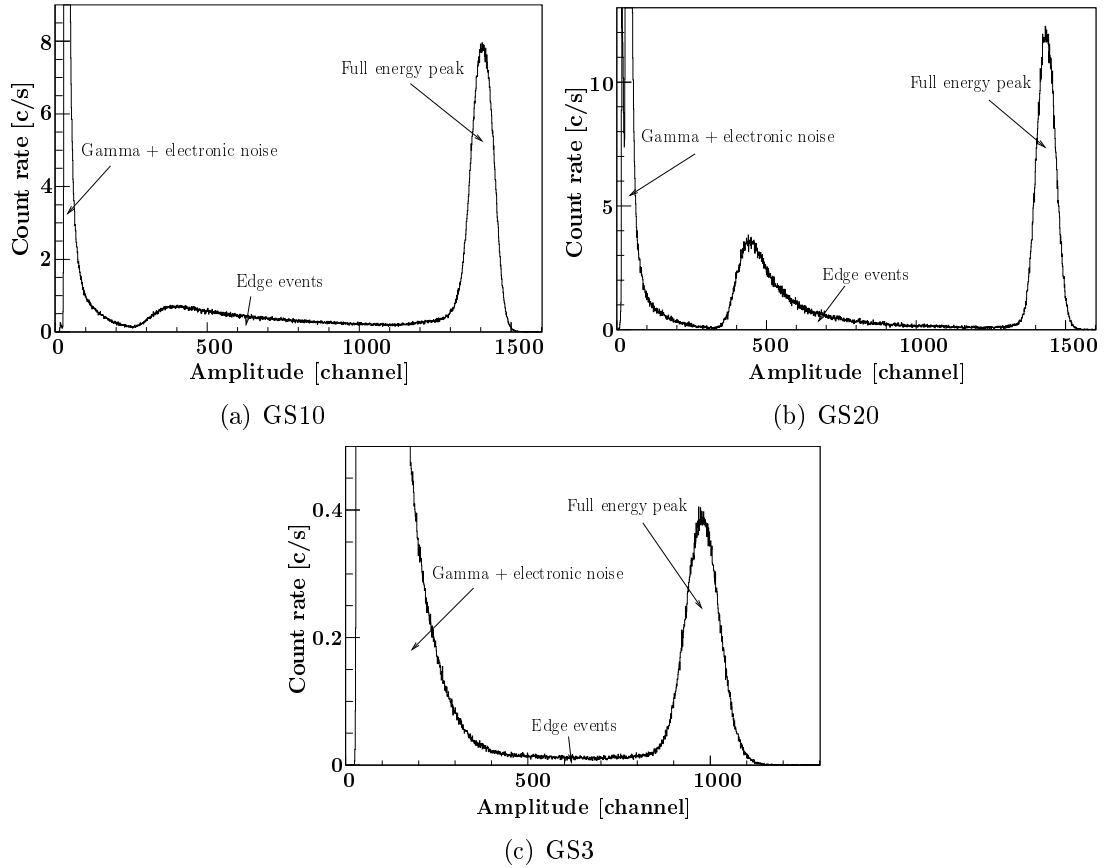 8
6
4
2
0
Count rate [c/s]
Gamma + electronic noise
Full energy peak
Edge events
0
500
1000
1500
Amplitude [channel]
(a) GS10
10
5
0
Count rate [c/s]
Gamma + electronic noise
Full energy peak
Edge events
0
500
1000
1500
Amplitude [channel]
(b) GS20
0.4
0.2
0
Count rate [c/s]
Gamma + electronic noise
Full energy peak
Edge events
0
500
1000
Amplitude [channel]
(c) GS3